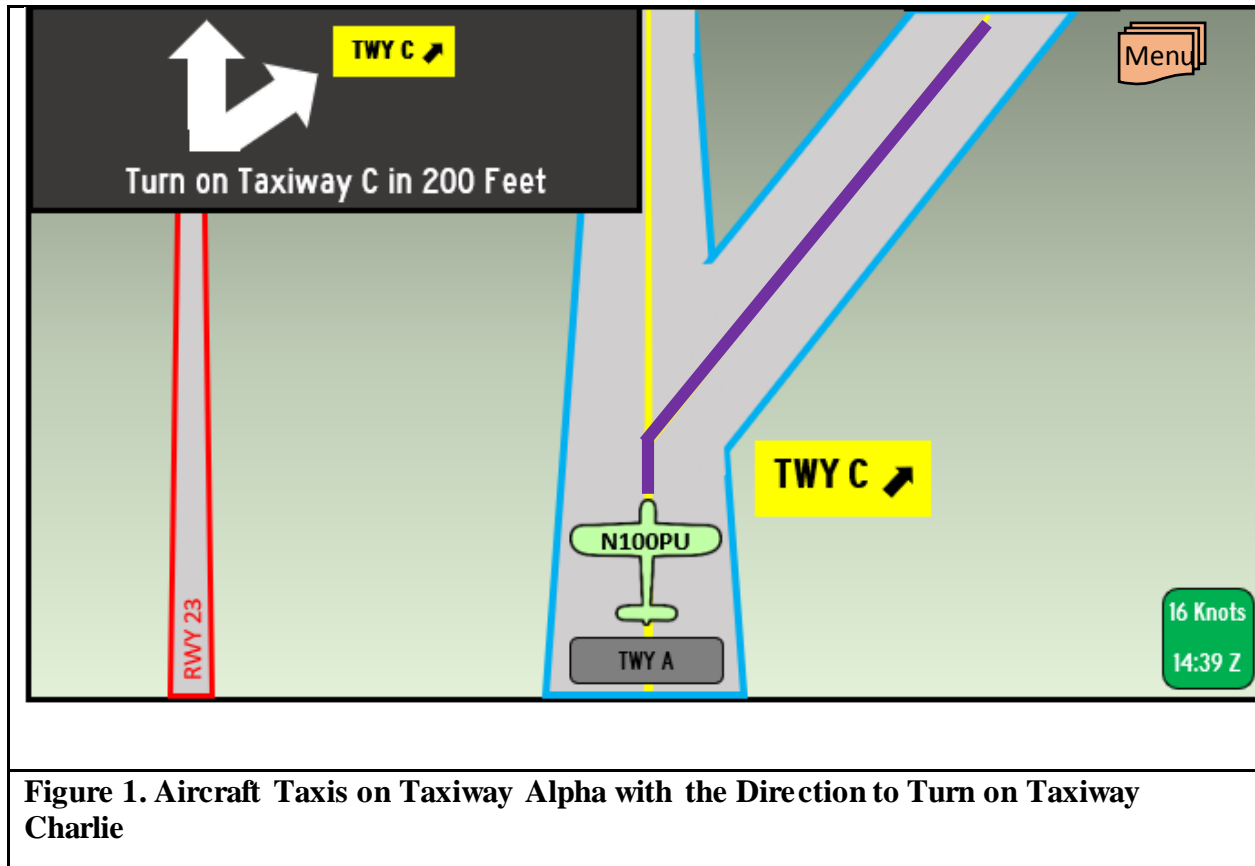 TWY C
Menu
Turn on Taxiway C in 200 Feet
TWY C
N100PU
16 Knots
RWY 23
TWY A
14:39 Z
Figure 1. Aircraft Taxis on Taxiway Alpha with the Direction to Turn on Taxiway
Charlie